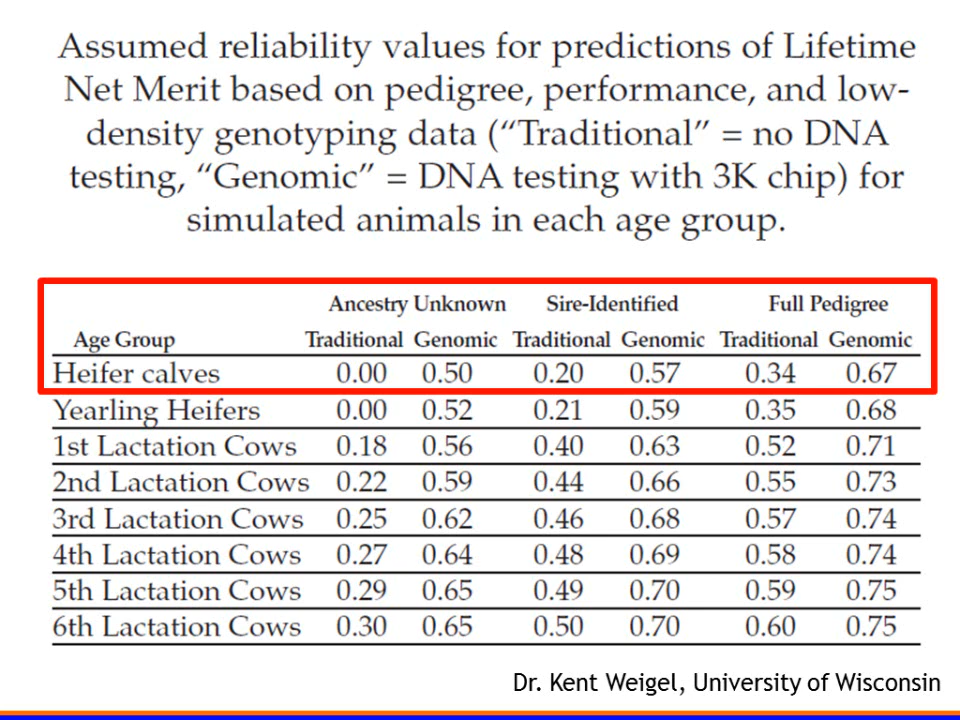 Assumed reliability values for predictions of Lifetime
Net Merit based on pedigree, performance, and low-
density genotyping data (“Traditional” = no DNA
testing, “Genomic” = DNA testing with 3K chip) for
simulated animals in each age group.
Ancestry Unknown Sire-Identified Full Pedigree
Age Group Traditional Genomic Traditional Genomic Traditional Genomic
Heifer calves 0.00 0.50 0.20 0.57 0.34 0.67
Yearling Heifers 0.00 0.52 0.21 0.59 0.35 0.68
1st Lactation Cows 0.18 0.56 0.40 0.63 0.52 0.71
2nd Lactation Cows 0.22 0.59 0.44 0.66 0.55 0.73
3rd Lactation Cows 0.25 0.62 0.46 0.68 0.57 0.74
4th Lactation Cows 0.27 0.64 0.48 0.69 0.58 0.74
5th Lactation Cows 0.29 0.65 0.49 0.70 0.59 0.75
6th Lactation Cows 0.30 0.65 0.50 0.70 0.60 0.75
Dr. Kent Weigel, University of Wisconsin